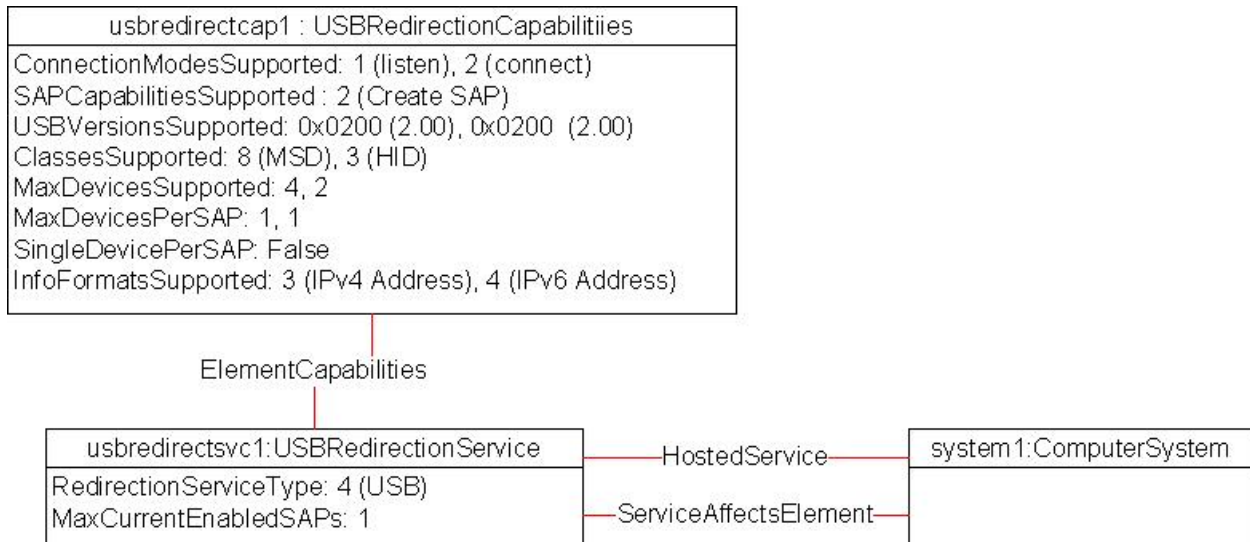 usbredirectcap1 : USBRedirectionCapabilitiies
ConnectionModesSupported: 1 (listen), 2 (connect)
SAPCapabilitiesSupported : 2 (Create SAP)
USBVersionsSupported: 0x0200 (2.00), 0x0200 (2.00)
ClassesSupported: 8 (MSD), 3 (HID)
MaxDevicesSupported: 4, 2
MaxDevicesPerSAP: 1, 1
SingleDevicePerSAP: False
InfoFormatsSupported: 3 (IPv4 Address), 4 (IPv6 Address)
ElementCapabilities
usbredirectsvc1:USBRedirectionService
RedirectionServiceType: 4 (USB)
MaxCurrentEnabledSAPs: 1
HostedService
ServiceAffectsElement
system1:ComputerSystem